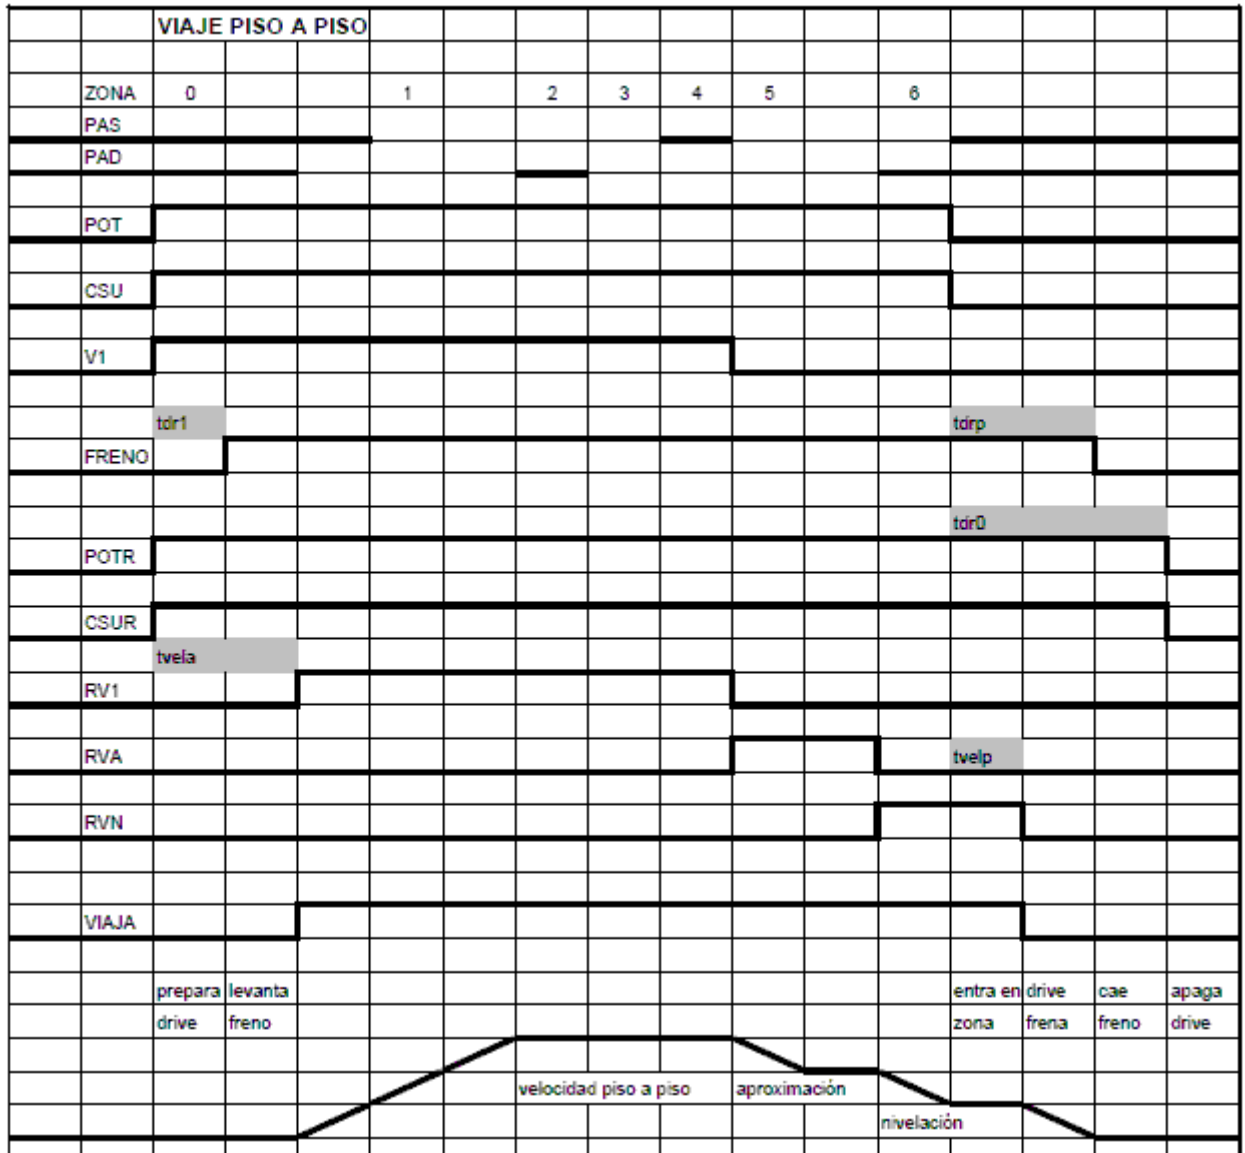 VIAJE PISO A PISO
ZONA 0 1 2 3 4 5 6
PAS
PAD
POT
CSU
V1
tdr1 tdrp
FRENO
tdr0
POTR
CSUR
tvela
RV1
RVA tvelp
RVN
VIAJA
prepara levanta entra en drive cae apaga
drive freno zona frena freno drive
velocidad piso a piso aproximación
nivelación